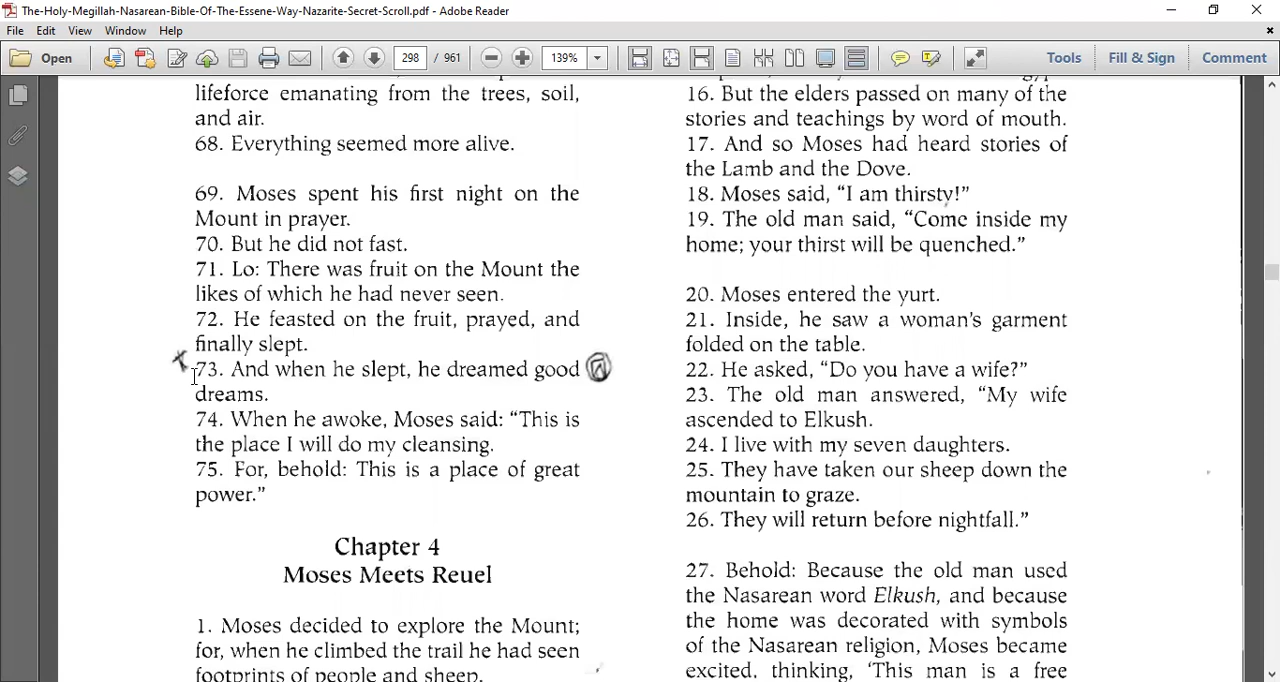 The-Holy-Megillah-Nasarean-Bible-Of-The-Essene-Way-Nazarite-Secret-Scroll.pdf - Adobe Reader
File Edit View Window Help
Open 298 / 961 139% Tools Fill & Sign Comment
lifeforce emanating from the trees, soil,
and air.
68. Everything seemed more alive.
69. Moses spent his first night on the
Mount in prayer.
70. But he did not fast.
71. Lo: There was fruit on the Mount the
likes of which he had never seen.
72. He feasted on the fruit, prayed, and
finally slept.
73. And when he slept, he dreamed good
dreams.
74. When he awoke, Moses said: “This is
the place I will do my cleansing.
75. For, behold: This is a place of great
power.”
Chapter 4
Moses Meets Reuel
1. Moses decided to explore the Mount;
for, when he climbed the trail he had seen
footprints of people and sheep.
16. But the elders passed on many of the
stories and teachings by word of mouth.
17. And so Moses had heard stories of
the Lamb and the Dove.
18. Moses said, “I am thirsty!”
19. The old man said, “Come inside my
home; your thirst will be quenched.”
20. Moses entered the yurt.
21. Inside, he saw a woman’s garment
folded on the table.
22. He asked, “Do you have a wife?”
23. The old man answered, “My wife
ascended to Elkush.
24. I live with my seven daughters.
25. They have taken our sheep down the
mountain to graze.
26. They will return before nightfall.”
27. Behold: Because the old man used
the Nasarean word Elkush, and because
the home was decorated with symbols
of the Nasarean religion, Moses became
excited, thinking, ‘This man is a free